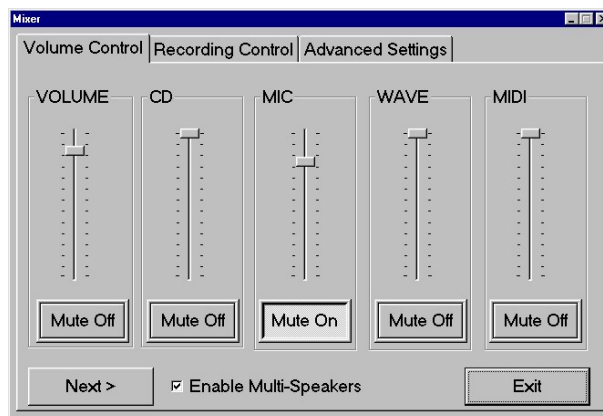 Mixer
Volume Control Recording Control Advanced Settings
VOLUME CD MIC WAVE MIDI
Mute Off Mute Off Mute On Mute Off Mute Off
Next > Enable Multi-Speakers Exit